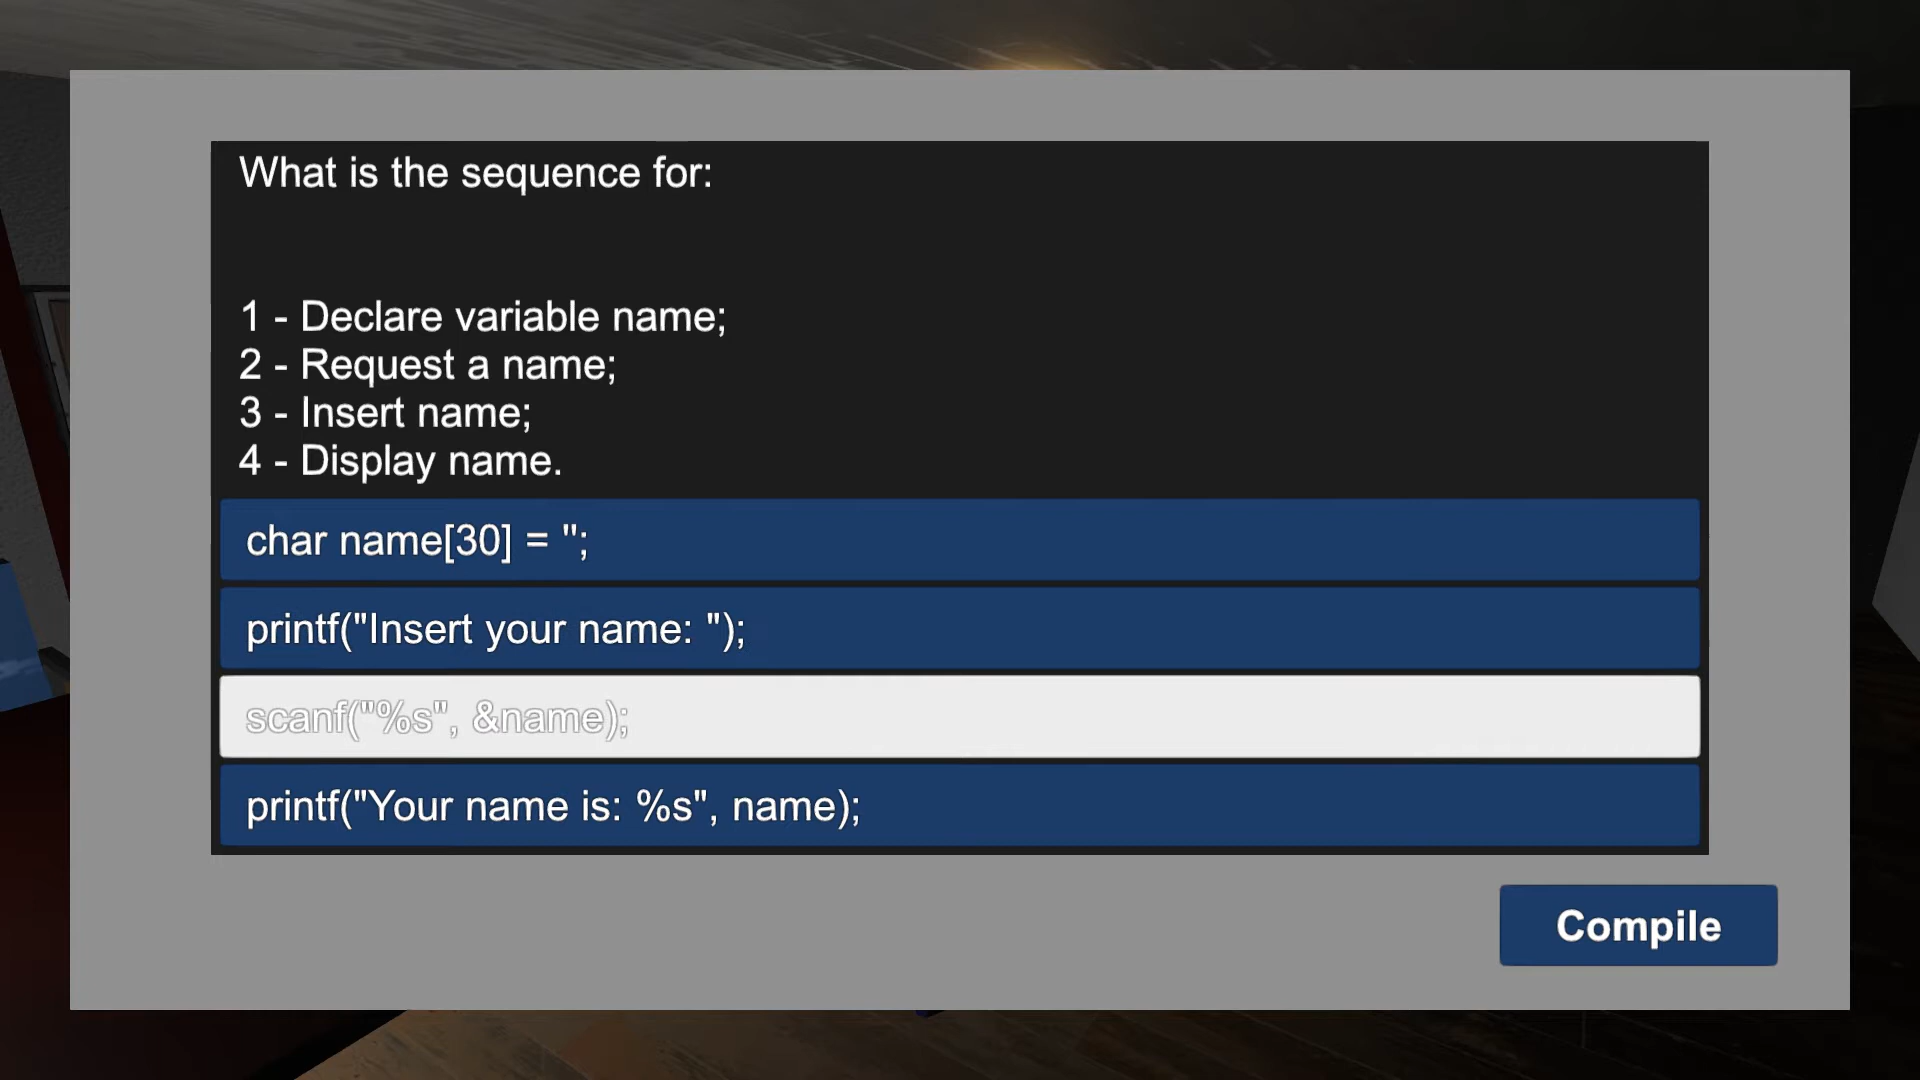 What is the sequence for:
1 - Declare variable name;
2 - Request a name;
3 - Insert name;
4 - Display name.
char name[30] = '';
printf("Insert your name: ");
scanf("%s", &name);
printf("Your name is: %s", name);
Compile